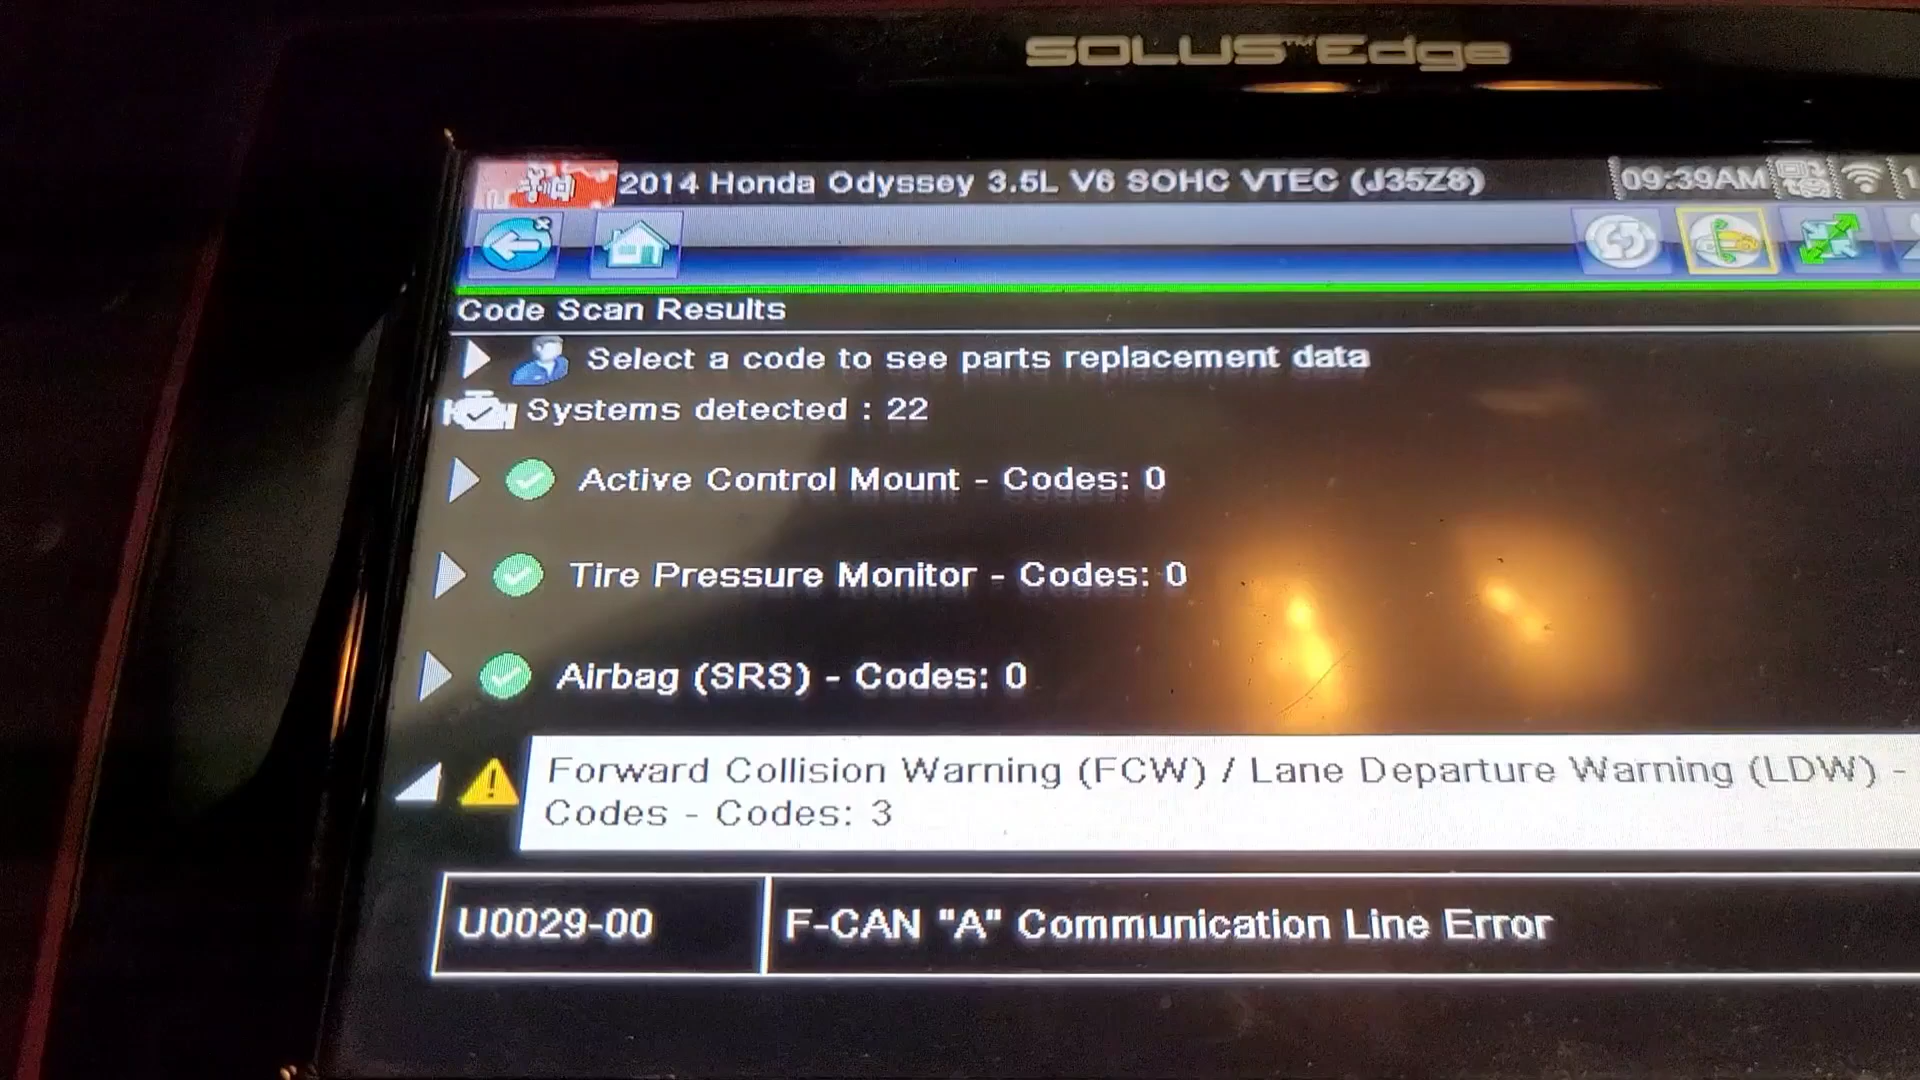 SOLUS™ Edge
2014 Honda Odyssey 3.5L V6 SOHC VTEC (J35Z8)
09:39AM
Code Scan Results
Select a code to see parts replacement data
Systems detected : 22
Active Control Mount - Codes: 0
Tire Pressure Monitor - Codes: 0
Airbag (SRS) - Codes: 0
Forward Collision Warning (FCW) / Lane Departure Warning (LDW) -
Codes - Codes: 3
U0029-00
F-CAN "A" Communication Line Error